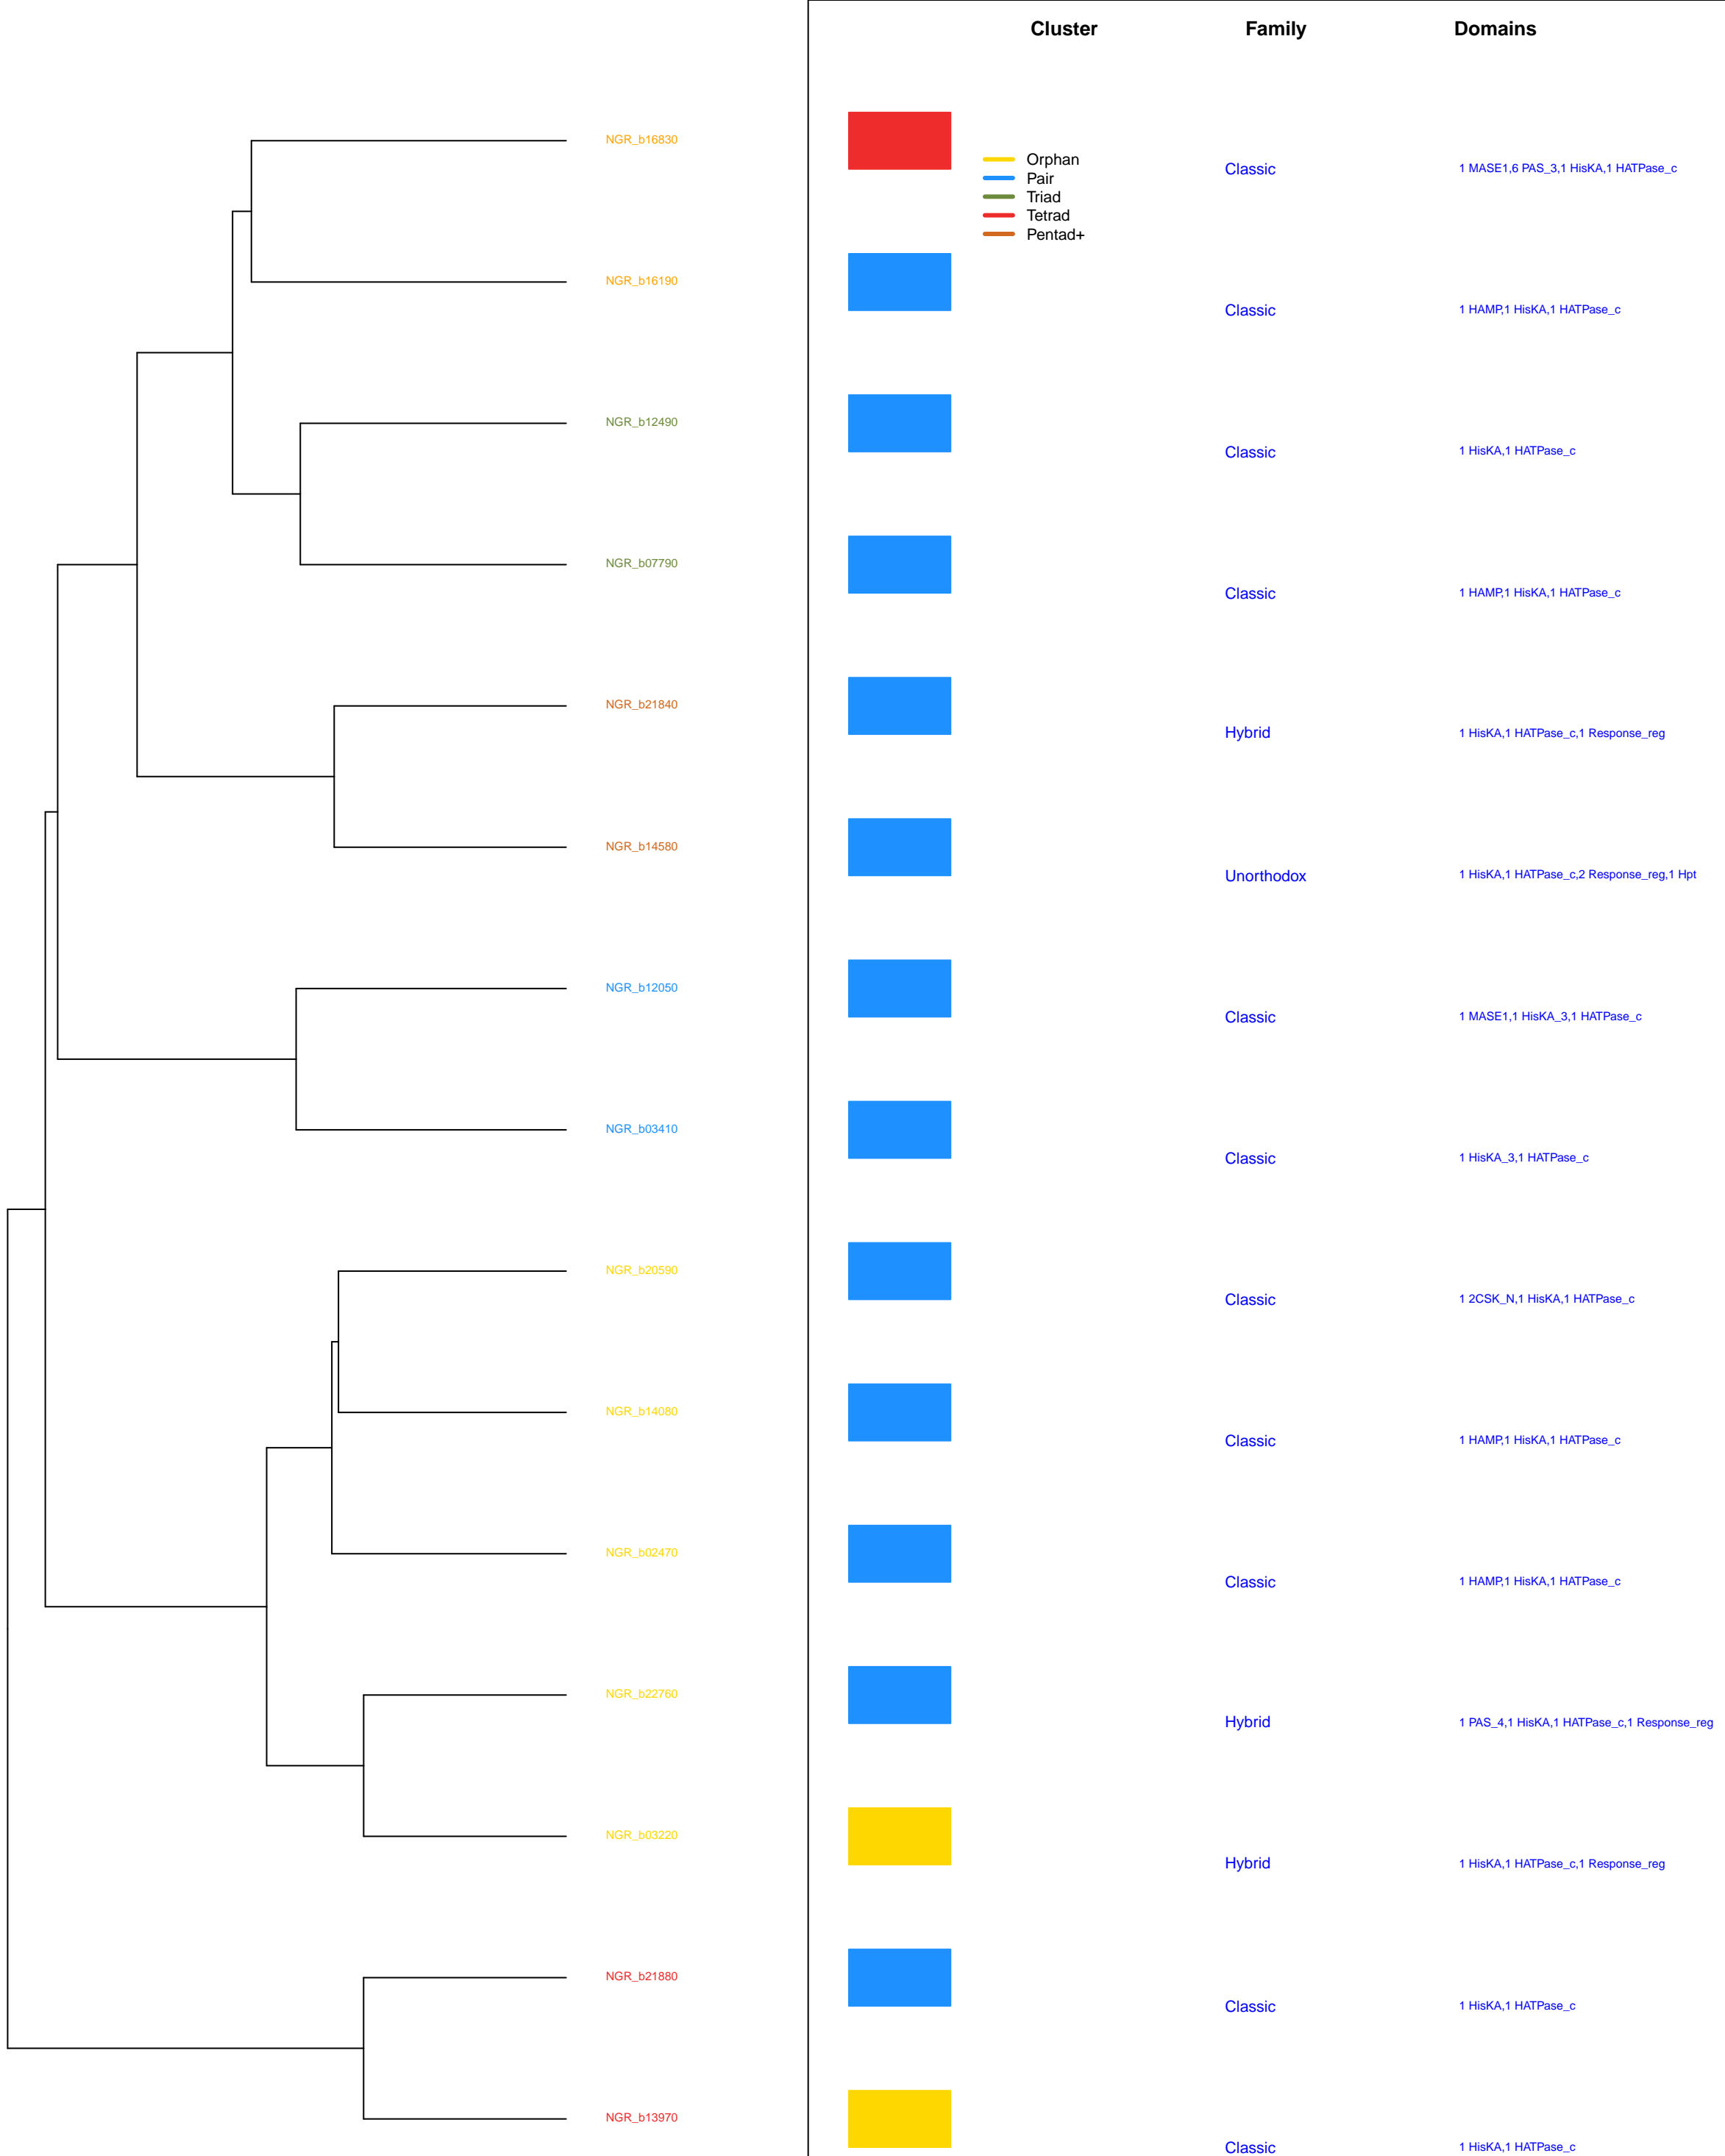 Cluster Family Domains
NGR_b16830
Orphan
Pair
Triad
Tetrad
Pentad+
Classic 1 MASE1,6 PAS_3,1 HisKA,1 HATPase_c
NGR_b16190
Classic 1 HAMP,1 HisKA,1 HATPase_c
NGR_b12490
Classic 1 HisKA,1 HATPase_c
NGR_b07790
Classic 1 HAMP,1 HisKA,1 HATPase_c
NGR_b21840
Hybrid 1 HisKA,1 HATPase_c,1 Response_reg
NGR_b14580
Unorthodox 1 HisKA,1 HATPase_c,2 Response_reg,1 Hpt
NGR_b12050
Classic 1 MASE1,1 HisKA_3,1 HATPase_c
NGR_b03410
Classic 1 HisKA_3,1 HATPase_c
NGR_b20590
Classic 1 2CSK_N,1 HisKA,1 HATPase_c
NGR_b14080
Classic 1 HAMP,1 HisKA,1 HATPase_c
NGR_b02470
Classic 1 HAMP,1 HisKA,1 HATPase_c
NGR_b22760
Hybrid 1 PAS_4,1 HisKA,1 HATPase_c,1 Response_reg
NGR_b03220
Hybrid 1 HisKA,1 HATPase_c,1 Response_reg
NGR_b21880
Classic 1 HisKA,1 HATPase_c
NGR_b13970
Classic 1 HisKA,1 HATPase_c